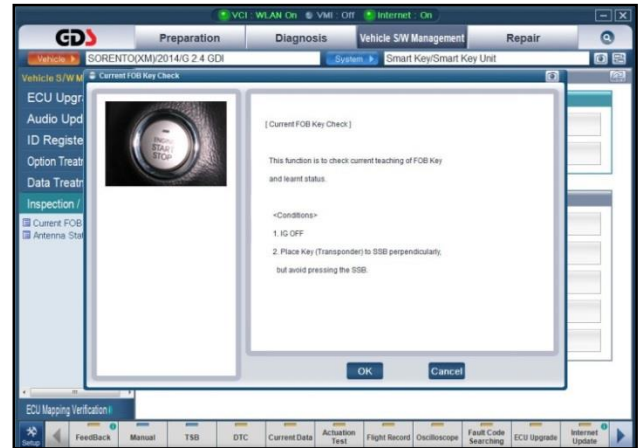 VCI : WLAN On VMI : Off Internet : On
GDS Preparation Diagnosis Vehicle S/W Management Repair
Vehicle SORENTO(XM)/2014/G 2.4 GDI System Smart Key/Smart Key Unit
Vehicle S/W M
Current FOB Key Check
ECU Upgr
Audio Upd
ID Registe
Option Treatm
Data Treatm
Inspection /
Current FOB
Antenna Stat
ENGINE
START
STOP
[ Current FOB Key Check ]
This function is to check current teaching of FOB Key
and learnt status.
<Conditions>
1. IG OFF
2. Place Key (Transponder) to SSB perpendicularly,
but avoid pressing the SSB.
OK Cancel
ECU Mapping Verification
Setup FeedBack Manual TSB DTC Current Data Actuation Test Flight Record Oscilloscope Fault Code Searching ECU Upgrade Internet Update